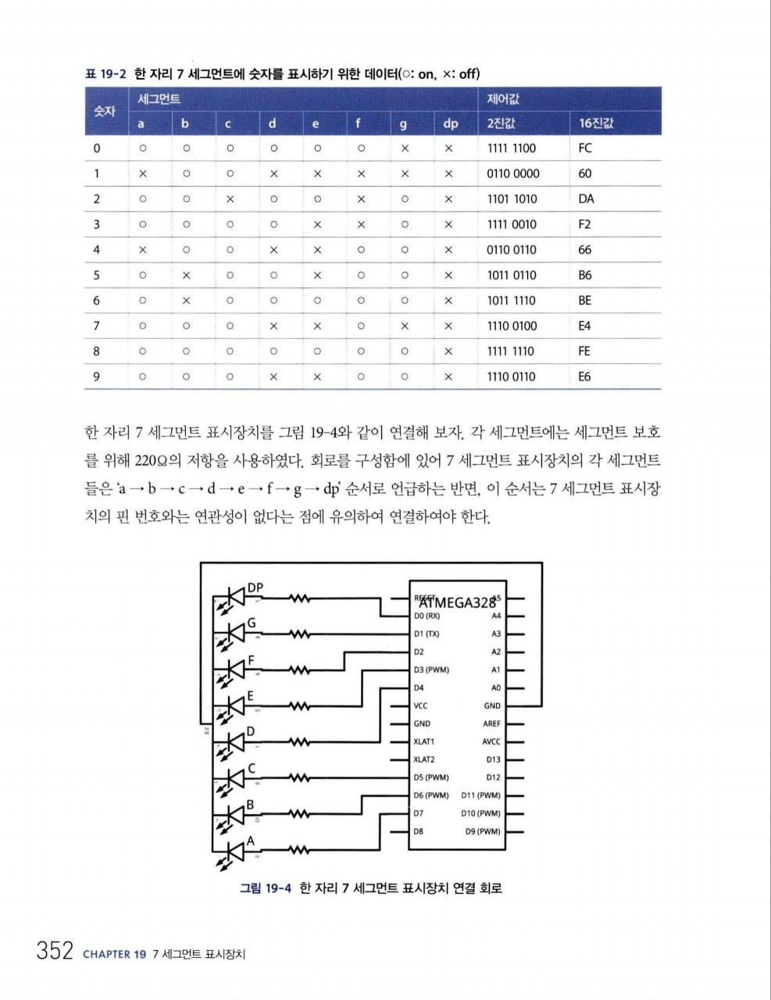 표 19-2 한 자리 7 세그먼트에 숫자를 표시하기 위한 데이터(○: on, ×: off)
숫자 세그먼트 제어값
a b c d e f g dp 2진값 16진값
0 ○ ○ ○ ○ ○ ○ × × 1111 1100 FC
1 × ○ ○ × × × × × 0110 0000 60
2 ○ ○ × ○ ○ × ○ × 1101 1010 DA
3 ○ ○ ○ ○ × × ○ × 1111 0010 F2
4 × ○ ○ × × ○ ○ × 0110 0110 66
5 ○ × ○ ○ × ○ ○ × 1011 0110 B6
6 ○ × ○ ○ ○ ○ ○ × 1011 1110 BE
7 ○ ○ ○ × × ○ × × 1110 0100 E4
8 ○ ○ ○ ○ ○ ○ ○ × 1111 1110 FE
9 ○ ○ ○ × × ○ ○ × 1110 0110 E6
한 자리 7 세그먼트 표시장치를 그림 19-4와 같이 연결해 보자. 각 세그먼트에는 세그먼트 보호
를 위해 220Ω의 저항을 사용하였다. 회로를 구성함에 있어 7 세그먼트 표시장치의 각 세그먼트
들은 ‘a → b → c → d → e → f → g → dp’ 순서로 언급하는 반면, 이 순서는 7 세그먼트 표시장
치의 핀 번호와는 연관성이 없다는 점에 유의하여 연결하여야 한다.
DP RESET ATMEGA328 A5
D0 (RX) A4
G D1 (TX) A3
D2 A2
F D3 (PWM) A1
D4 A0
E VCC GND
GND AREF
D XLAT1 AVCC
XLAT2 D13
C D5 (PWM) D12
B D6 (PWM) D11 (PWM)
D7 D10 (PWM)
D8 D9 (PWM)
A
그림 19-4 한 자리 7 세그먼트 표시장치 연결 회로
352 CHAPTER 19 7 세그먼트 표시장치